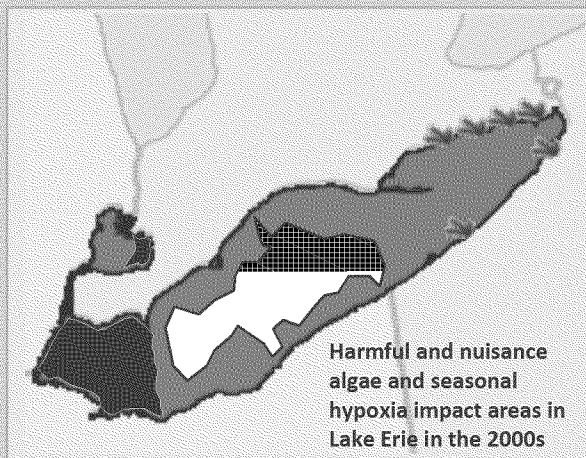 Harmful and nuisance
algae and seasonal
hypoxia impact areas in
Lake Erie in the 2000s